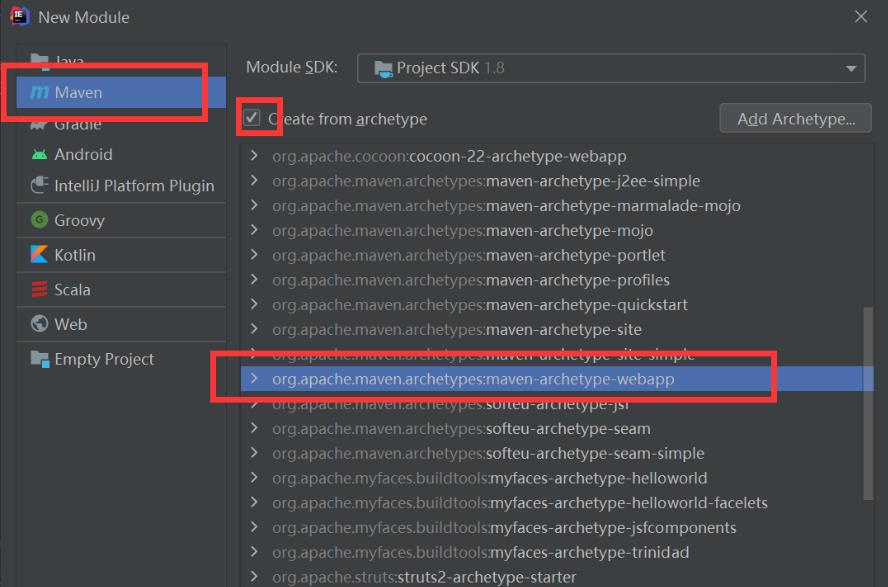 New Module
Java
Maven
Gradle
Android
IntelliJ Platform Plugin
Groovy
Kotlin
Scala
Web
Empty Project
Module SDK:
Project SDK 1.8
Create from archetype
Add Archetype...
org.apache.cocoon:cocoon-22-archetype-webapp
org.apache.maven.archetypes:maven-archetype-j2ee-simple
org.apache.maven.archetypes:maven-archetype-marmalade-mojo
org.apache.maven.archetypes:maven-archetype-mojo
org.apache.maven.archetypes:maven-archetype-portlet
org.apache.maven.archetypes:maven-archetype-profiles
org.apache.maven.archetypes:maven-archetype-quickstart
org.apache.maven.archetypes:maven-archetype-site
org.apache.maven.archetypes:maven-archetype-site-simple
org.apache.maven.archetypes:maven-archetype-webapp
org.apache.maven.archetypes:softeu-archetype-jsf
org.apache.maven.archetypes:softeu-archetype-seam
org.apache.maven.archetypes:softeu-archetype-seam-simple
org.apache.myfaces.buildtools:myfaces-archetype-helloworld
org.apache.myfaces.buildtools:myfaces-archetype-helloworld-facelets
org.apache.myfaces.buildtools:myfaces-archetype-jsfcomponents
org.apache.myfaces.buildtools:myfaces-archetype-trinidad
org.apache.struts:struts2-archetype-starter